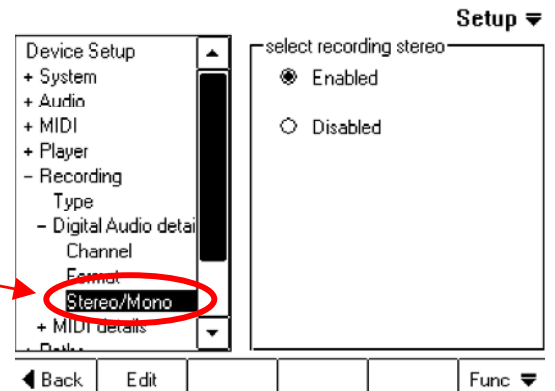 Setup
Device Setup
+ System
+ Audio
+ MIDI
+ Player
- Recording
Type
- Digital Audio detai
Channel
Format
Stereo/Mono
+ MIDI details
select recording stereo
Enabled
Disabled
Back
Edit
Func